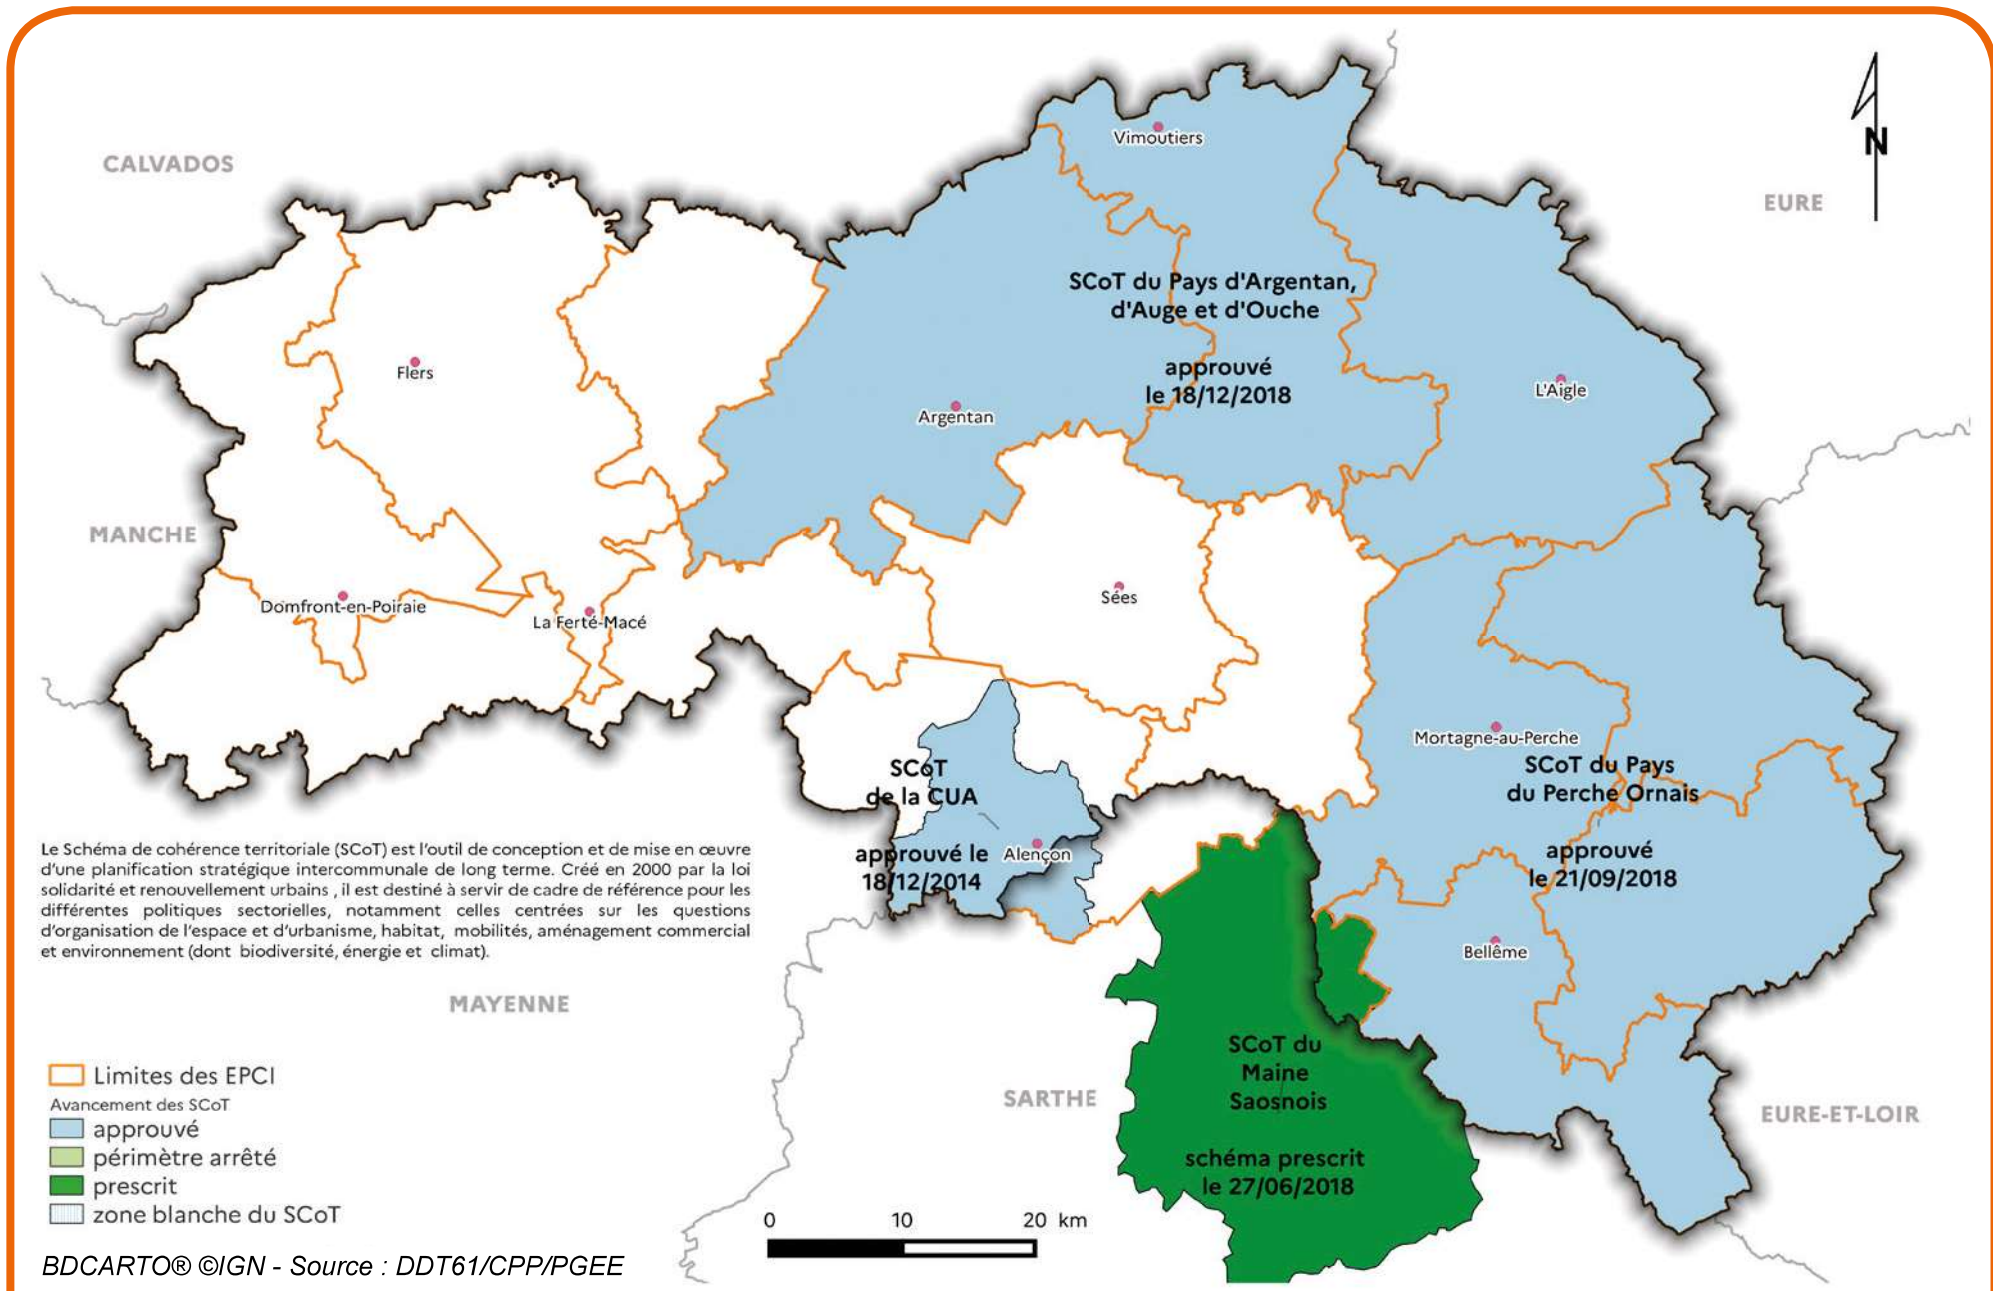 CALVADOS
N
EURE
Vimoutiers
SCoT du Pays d'Argentan,
d'Auge et d'Ouche
approuvé
le 18/12/2018
Flers
L'Aigle
Argentan
MANCHE
Domfront-en-Poiraie
La Ferté-Macé
Sées
Mortagne-au-Perche
SCoT du Pays
du Perche Ornais
approuvé
le 21/09/2018
SCoT
de la CUA
approuvé le
18/12/2014
Alençon
Bellême
Le Schéma de cohérence territoriale (SCoT) est l'outil de conception et de mise en œuvre
d'une planification stratégique intercommunale de long terme. Créé en 2000 par la loi
solidarité et renouvellement urbains , il est destiné à servir de cadre de référence pour les
différentes politiques sectorielles, notamment celles centrées sur les questions
d'organisation de l'espace et d'urbanisme, habitat, mobilités, aménagement commercial
et environnement (dont biodiversité, énergie et climat).
MAYENNE
SARTHE
SCoT du
Maine
Saosnois
schéma prescrit
le 27/06/2018
EURE-ET-LOIR
Limites des EPCI
Avancement des SCoT
approuvé
périmètre arrêté
prescrit
zone blanche du SCoT
0 10 20 km
BDCARTO® ©IGN - Source : DDT61/CPP/PGEE